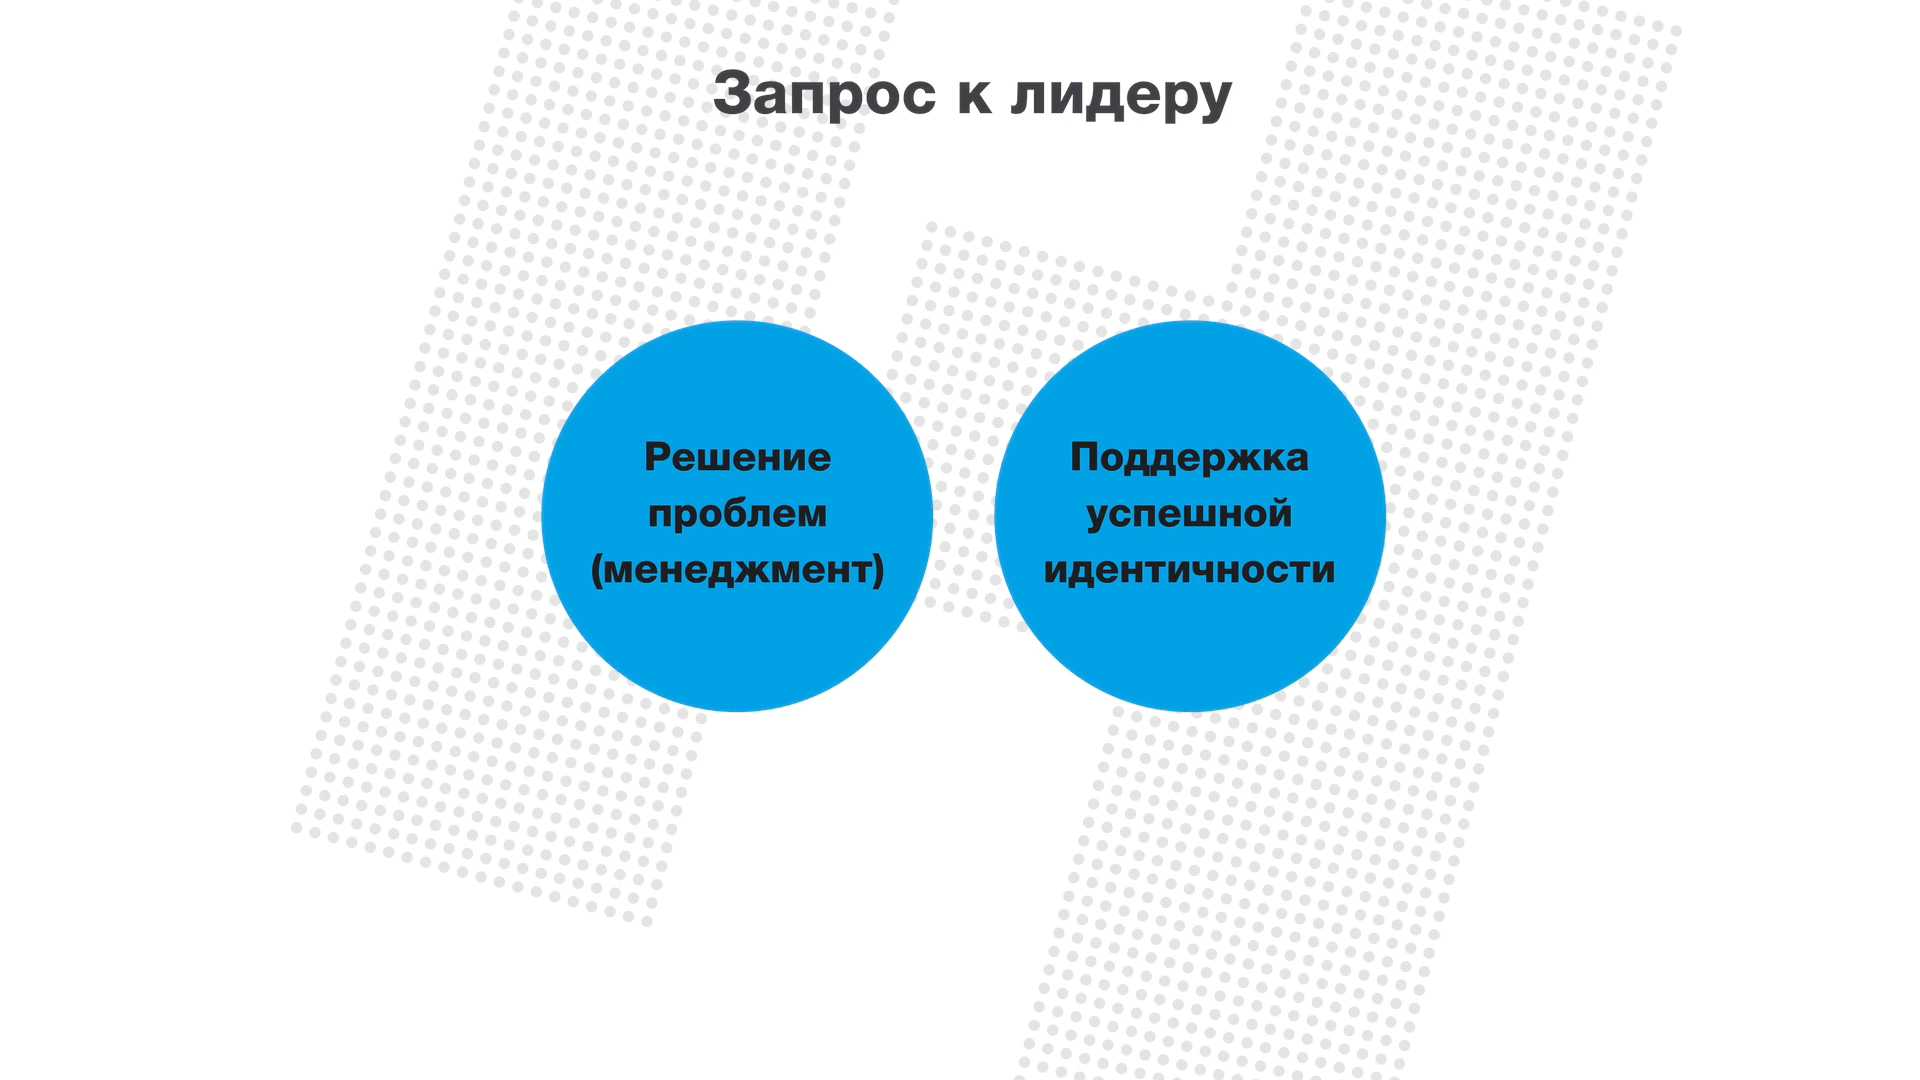 Запрос к лидеру
Решение
проблем
(менеджмент)
Поддержка
успешной
идентичности